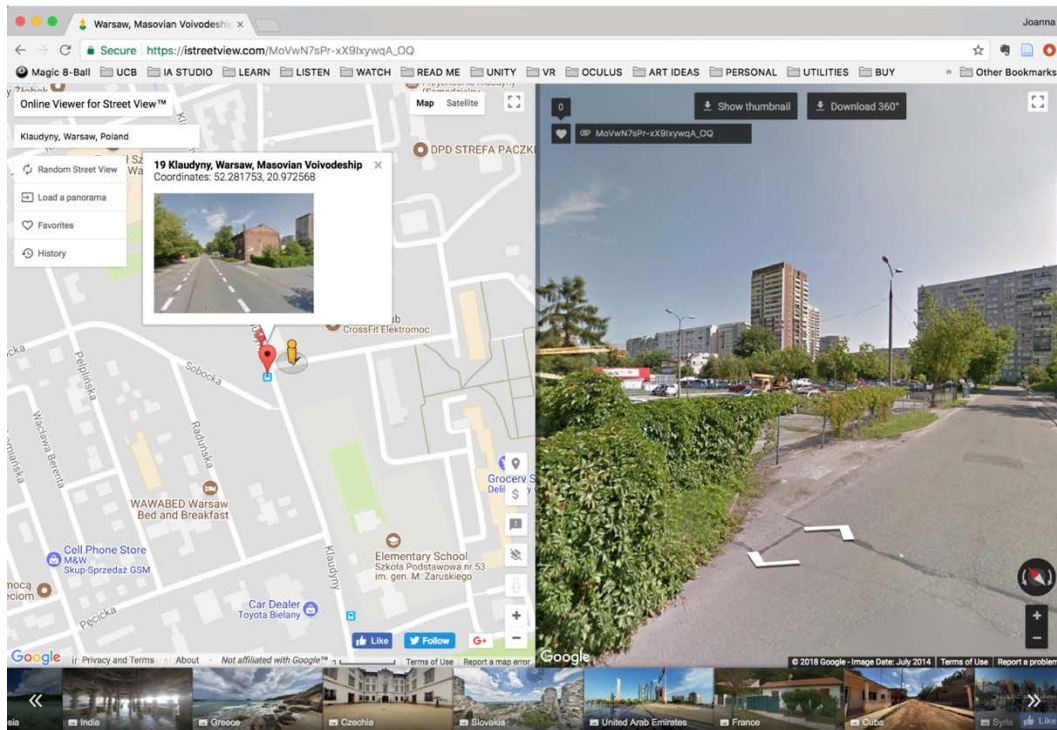 Warsaw, Masovian Voivodeshi
Joanna
Secure https://istreetview.com/MoVwN7sPr-xX9IxywqA_OQ
Magic 8-Ball UCB IA STUDIO LEARN LISTEN WATCH READ ME UNITY VR OCULUS ART IDEAS PERSONAL UTILITIES BUY » Other Bookmarks
Online Viewer for Street View™
Map Satellite
Klaudyny, Warsaw, Poland
DPD STREFA PACZKI
Random Street View
Load a panorama
Favorites
History
19 Klaudyny, Warsaw, Masovian Voivodeship
Coordinates: 52.281753, 20.972568
CrossFit Elektromoc
Sobocka
Pelplińska
Raduńska
Wacława Berenta
WAWABED Warsaw
Bed and Breakfast
Cell Phone Store
M&W
Skup-Sprzedaż GSM
Klaudyny
Elementary School
Szkoła Podstawowa nr 53
im. gen. M. Zaruskiego
Car Dealer
Toyota Bielany
Pęcicka
Grocery S
$
+
−
Like Follow G+
Google Privacy and Terms About Not affiliated with Google™ Terms of Use Report a map error
0
Show thumbnail Download 360°
MoVwN7sPr-xX9IxywqA_OQ
+
−
Google
© 2018 Google - Image Date: July 2014 Terms of Use Report a problem
India Greece Czechia Slovakia United Arab Emirates France Cuba Syria Like